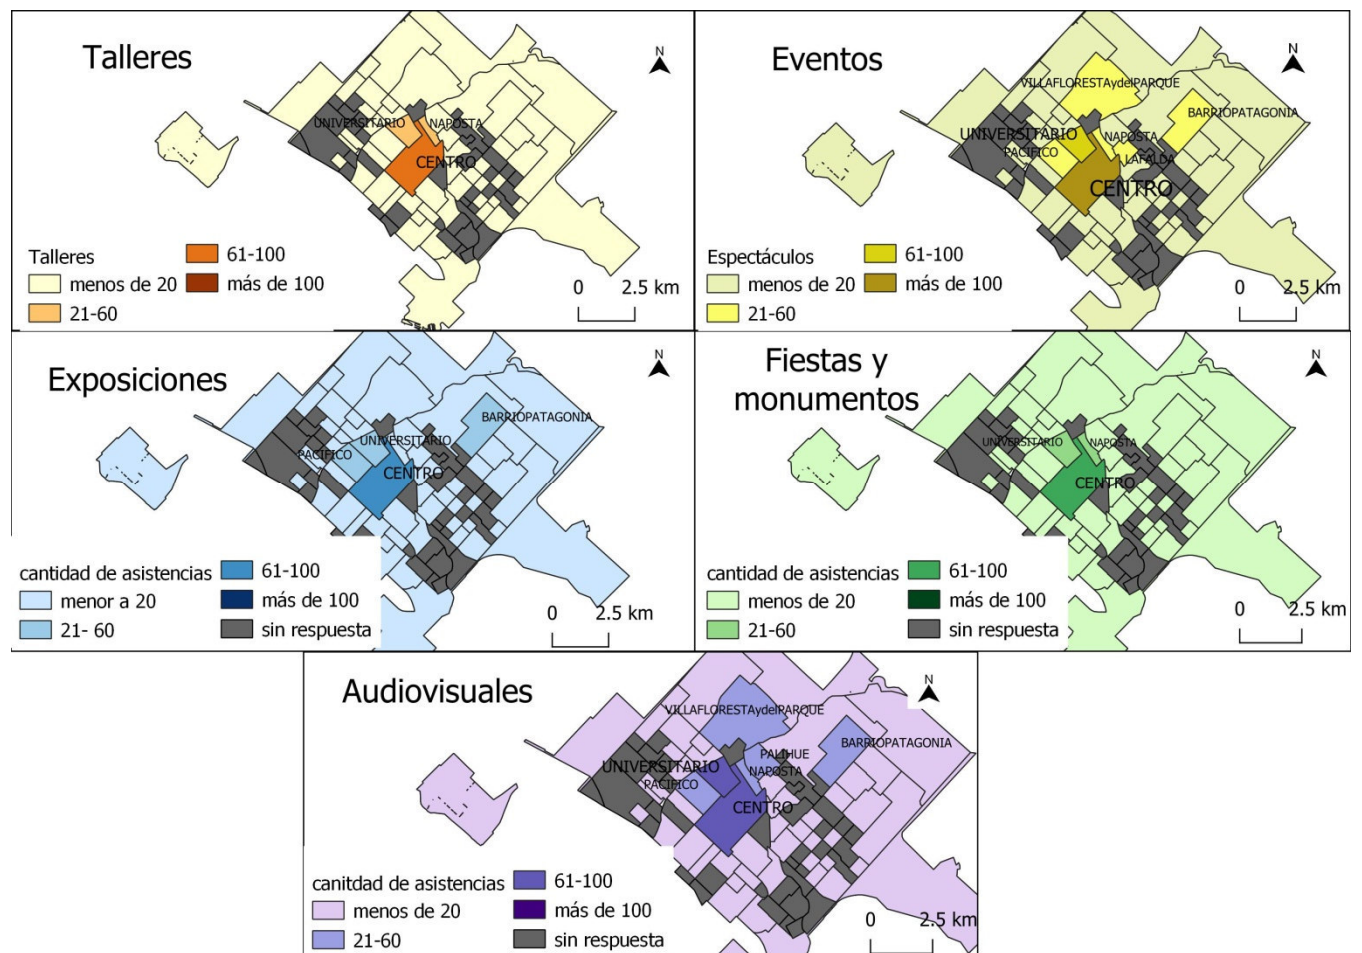 Talleres
N
UNIVERSITARIO
NAPOSTA
CENTRO
Talleres
menos de 20
21-60
61-100
más de 100
0 2.5 km
Eventos
N
VILLAFLORESTAydelPARQUE
BARRIOPATAGONIA
UNIVERSITARIO
NAPOSTA
PACIFICO
LAFALDA
CENTRO
Espectáculos
menos de 20
21-60
61-100
más de 100
0 2.5 km
Exposiciones
N
BARRIOPATAGONIA
UNIVERSITARIO
PACIFICO
CENTRO
cantidad de asistencias
menor a 20
21- 60
61-100
más de 100
sin respuesta
0 2.5 km
Fiestas y
monumentos
N
UNIVERSITARIO
NAPOSTA
CENTRO
cantidad de asistencias
menos de 20
21-60
61-100
más de 100
sin respuesta
0 2.5 km
Audiovisuales
N
VILLAFLORESTAydelPARQUE
BARRIOPATAGONIA
PALIHUE
UNIVERSITARIO
NAPOSTA
PACIFICO
CENTRO
canitdad de asistencias
menos de 20
21-60
61-100
más de 100
sin respuesta
0 2.5 km